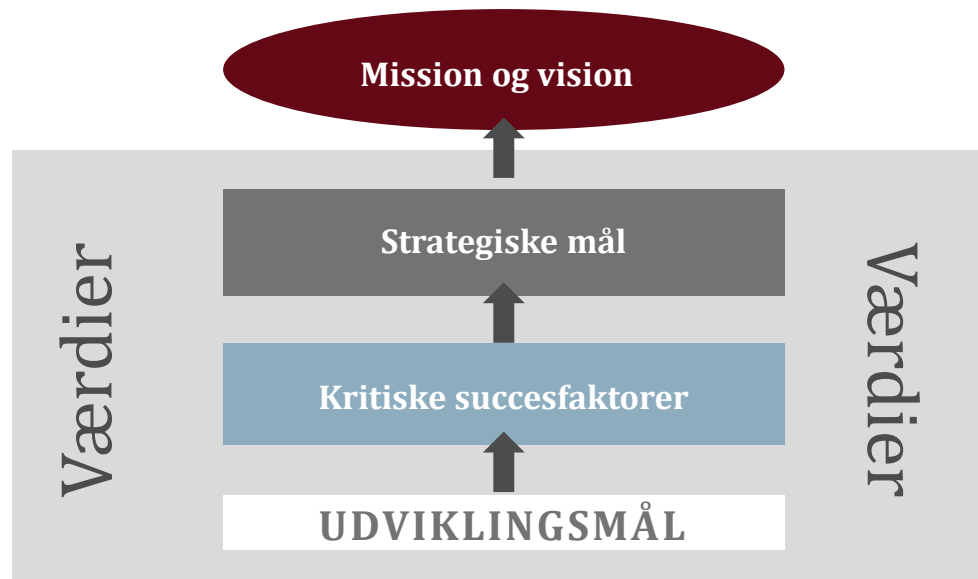 Mission og vision
Strategiske mål
Værdier
Værdier
Kritiske succesfaktorer
UDVIKLINGSMÅL